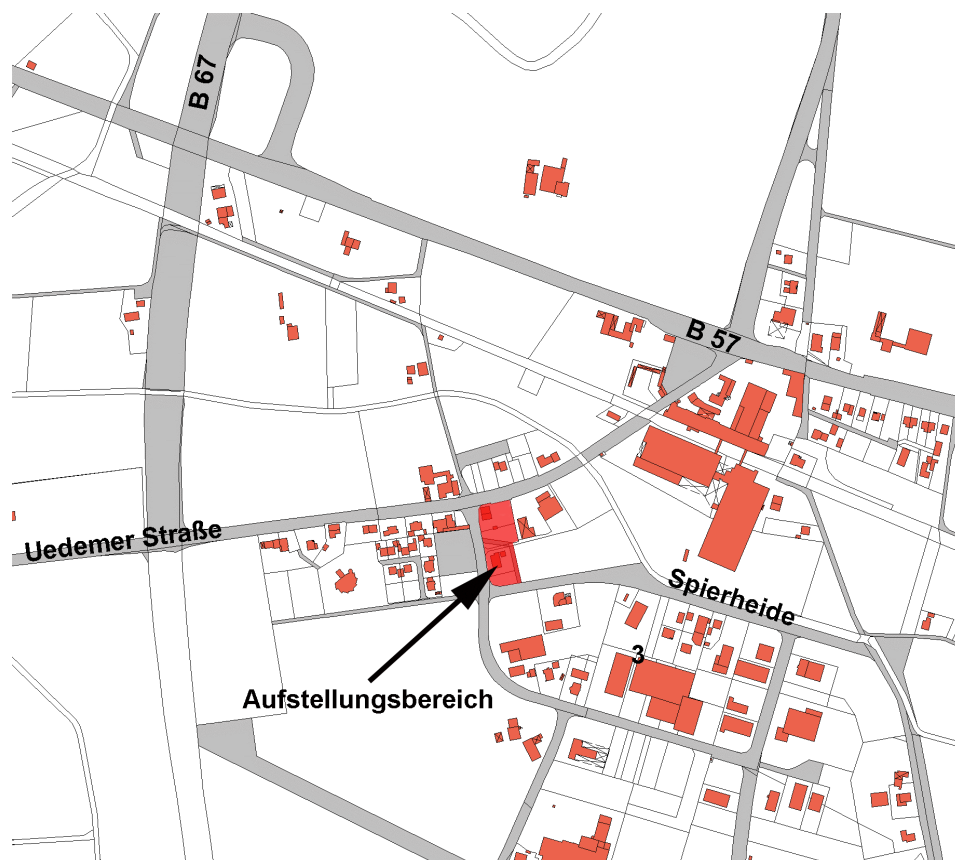 B 67
B 57
Uedemer Straße
Spierheide
3
Aufstellungsbereich